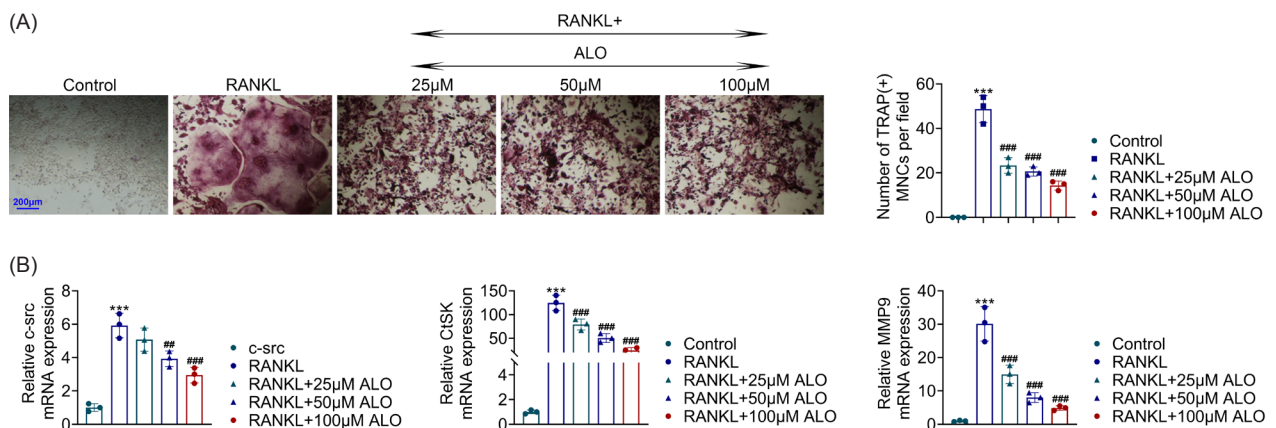 (A)
RANKL+
ALO
Control
RANKL
25μM
50μM
100μM
200μm
Number of TRAP(+)
MNCs per field
60
40
20
0
***
###
###
###
Control
RANKL
RANKL+25μM ALO
RANKL+50μM ALO
RANKL+100μM ALO
(B)
Relative c-src
mRNA expression
8
6
4
2
0
***
##
###
c-src
RANKL
RANKL+25μM ALO
RANKL+50μM ALO
RANKL+100μM ALO
Relative CtSK
mRNA expression
150
100
50
4
2
0
***
###
###
###
Control
RANKL
RANKL+25μM ALO
RANKL+50μM ALO
RANKL+100μM ALO
Relative MMP9
mRNA expression
40
30
20
10
0
***
###
###
###
Control
RANKL
RANKL+25μM ALO
RANKL+50μM ALO
RANKL+100μM ALO